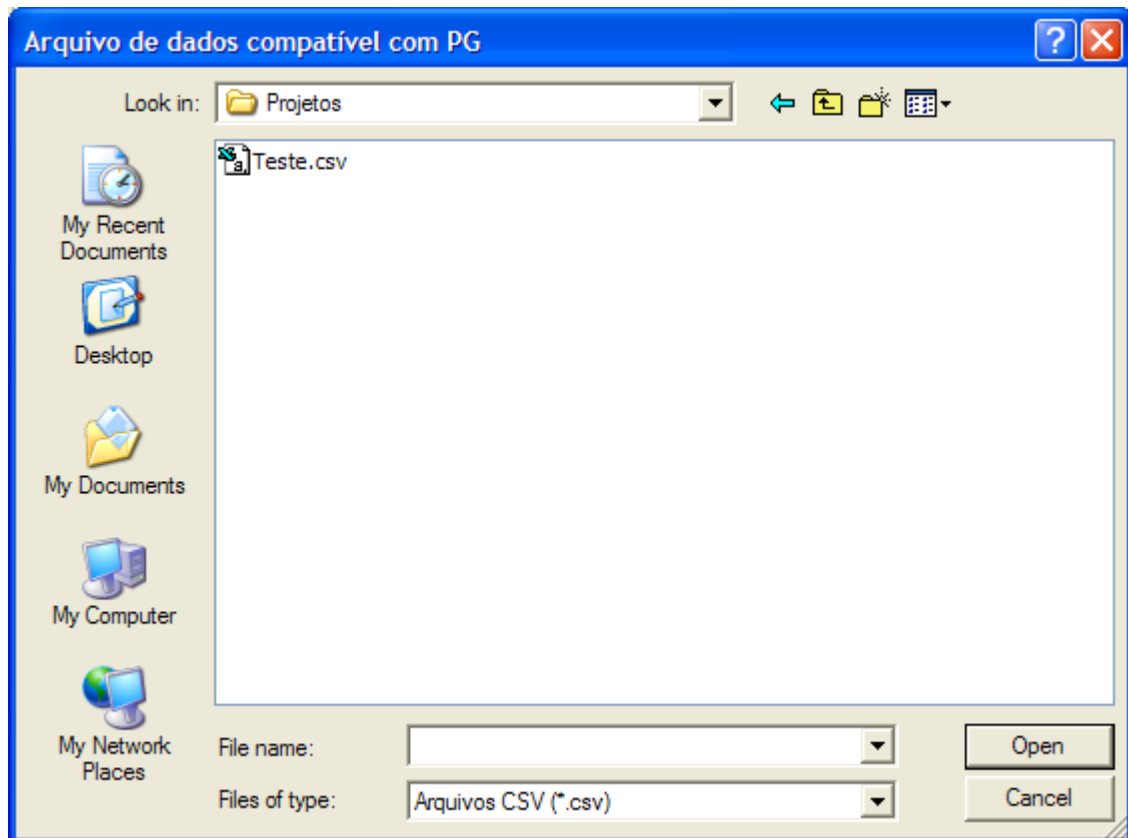 Arquivo de dados compatível com PG
Look in:
Projetos
Teste.csv
My Recent
Documents
Desktop
My Documents
My Computer
My Network
Places
File name:
Open
Files of type:
Arquivos CSV (*.csv)
Cancel